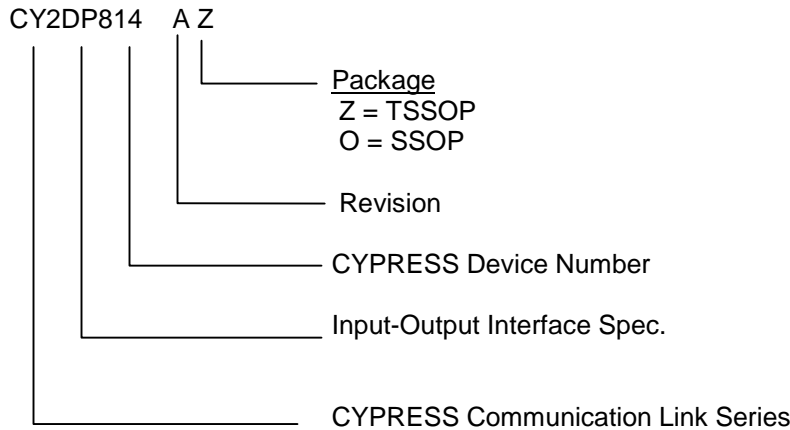 CY2DP814 A Z
Package
Z = TSSOP
O = SSOP
Revision
CYPRESS Device Number
Input-Output Interface Spec.
CYPRESS Communication Link Series